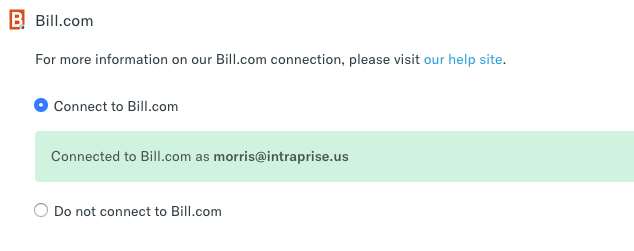 B
Bill.com
For more information on our Bill.com connection, please visit our help site.
Connect to Bill.com
Connected to Bill.com as morris@intraprise.us
Do not connect to Bill.com